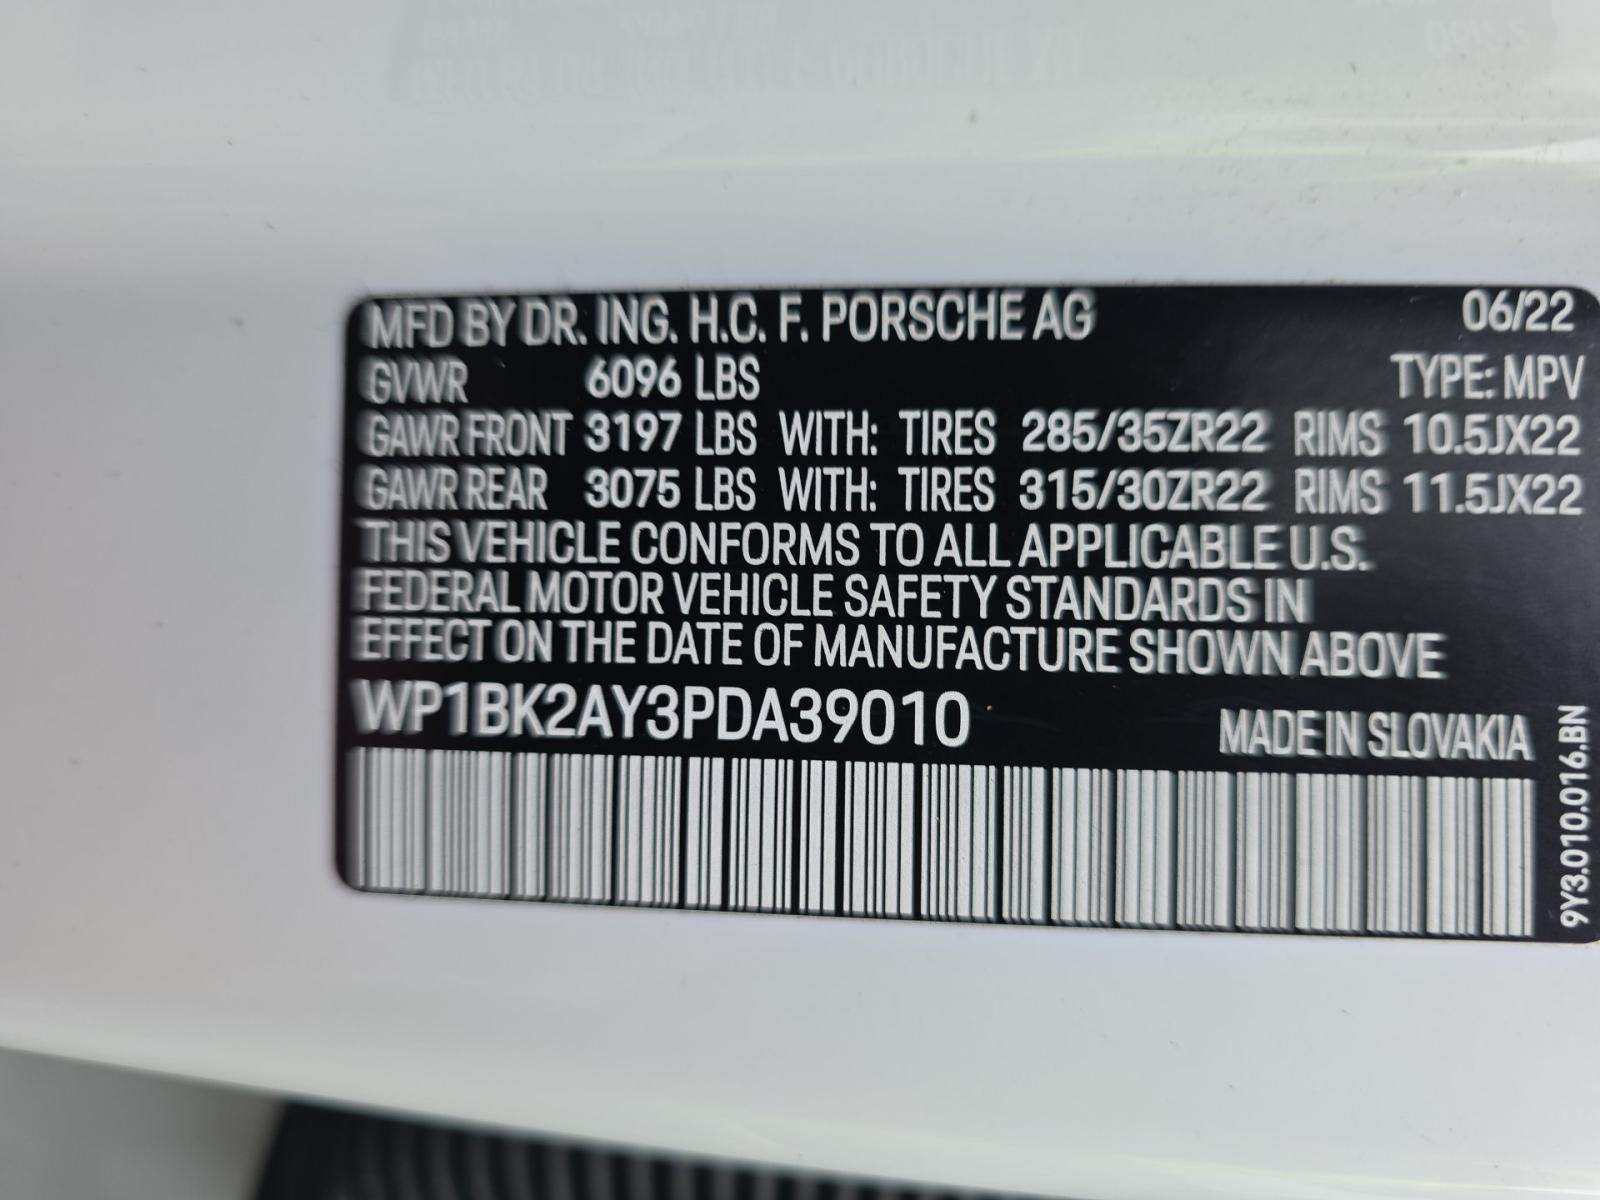 MFD BY DR. ING. H.C. F. PORSCHE AG 06/22
GVWR 6096 LBS TYPE: MPV
GAWR FRONT 3197 LBS WITH: TIRES 285/35ZR22 RIMS 10.5JX22
GAWR REAR 3075 LBS WITH: TIRES 315/30ZR22 RIMS 11.5JX22
THIS VEHICLE CONFORMS TO ALL APPLICABLE U.S.
FEDERAL MOTOR VEHICLE SAFETY STANDARDS IN
EFFECT ON THE DATE OF MANUFACTURE SHOWN ABOVE
WP1BK2AY3PDA39010
MADE IN SLOVAKIA
9Y3.010.016.BN